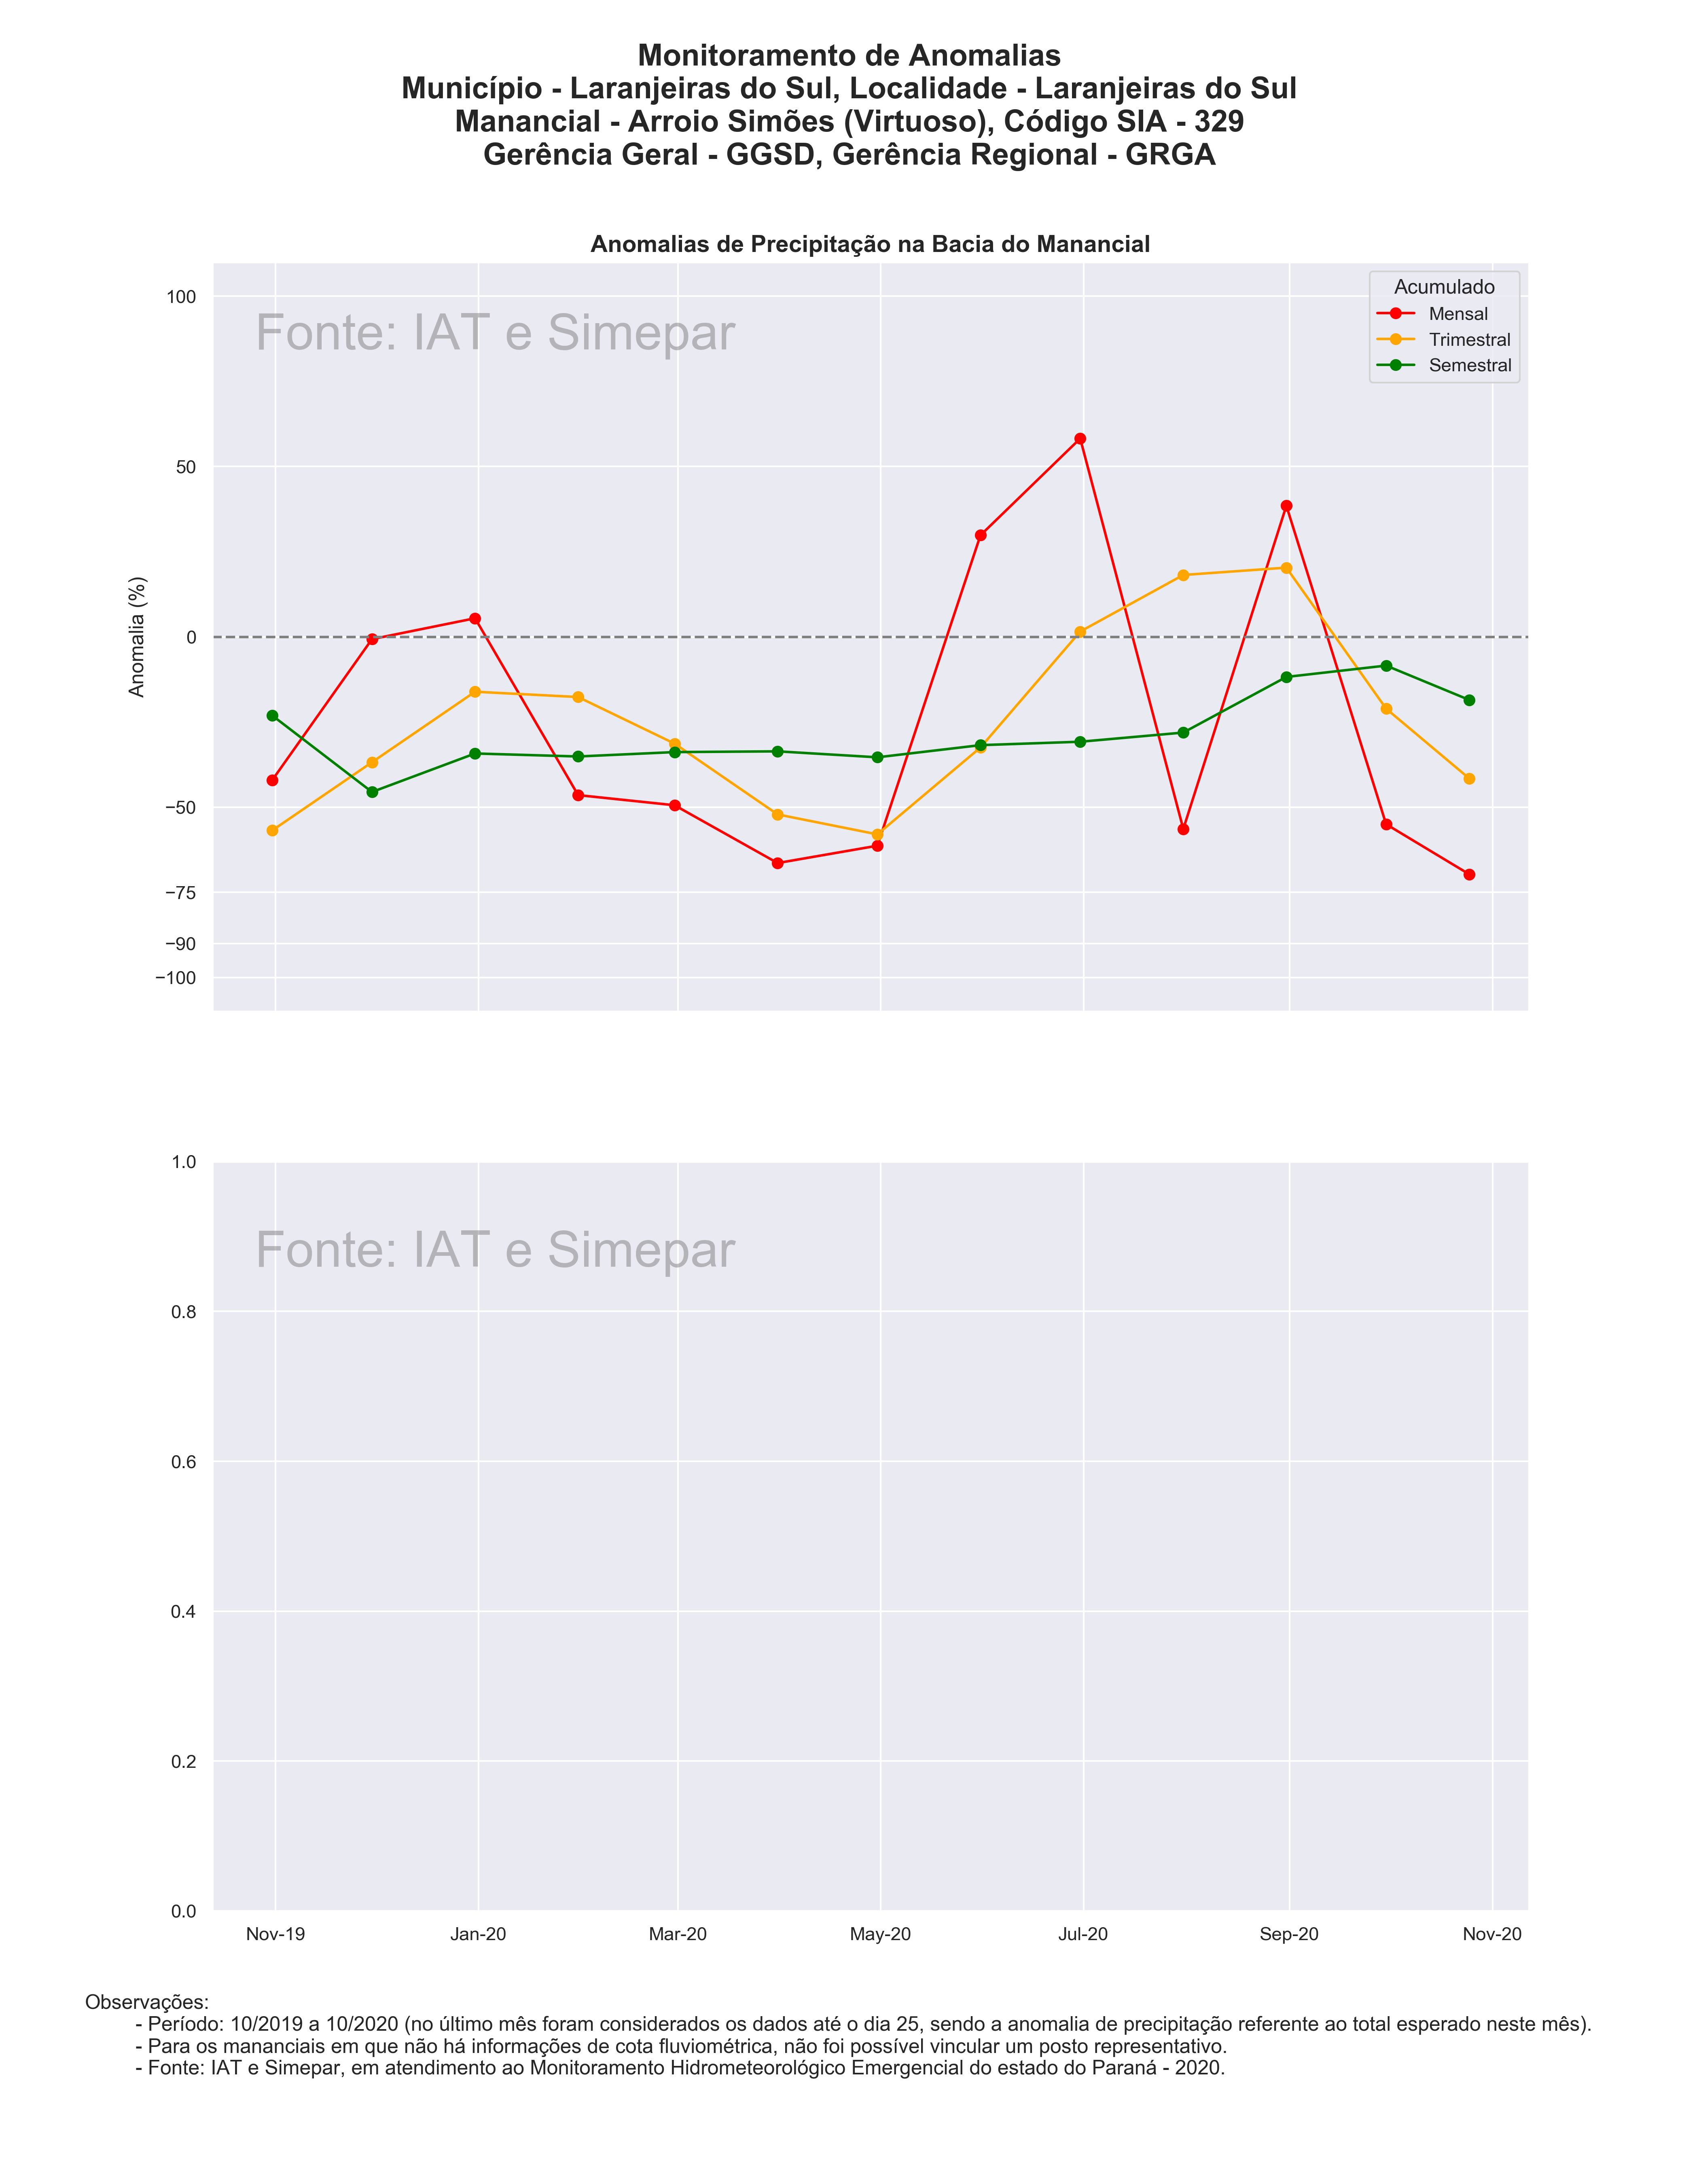 Monitoramento de Anomalias
Município - Laranjeiras do Sul, Localidade - Laranjeiras do Sul
Manancial - Arroio Simões (Virtuoso), Código SIA - 329
Gerência Geral - GGSD, Gerência Regional - GRGA
Anomalias de Precipitação na Bacia do Manancial
Fonte: IAT e Simepar
Acumulado
Mensal
Trimestral
Semestral
Anomalia (%)
100
50
0
−50
−75
−90
−100
Fonte: IAT e Simepar
1.0
0.8
0.6
0.4
0.2
0.0
Nov-19 Jan-20 Mar-20 May-20 Jul-20 Sep-20 Nov-20
Observações:
- Período: 10/2019 a 10/2020 (no último mês foram considerados os dados até o dia 25, sendo a anomalia de precipitação referente ao total esperado neste mês).
- Para os mananciais em que não há informações de cota fluviométrica, não foi possível vincular um posto representativo.
- Fonte: IAT e Simepar, em atendimento ao Monitoramento Hidrometeorológico Emergencial do estado do Paraná - 2020.